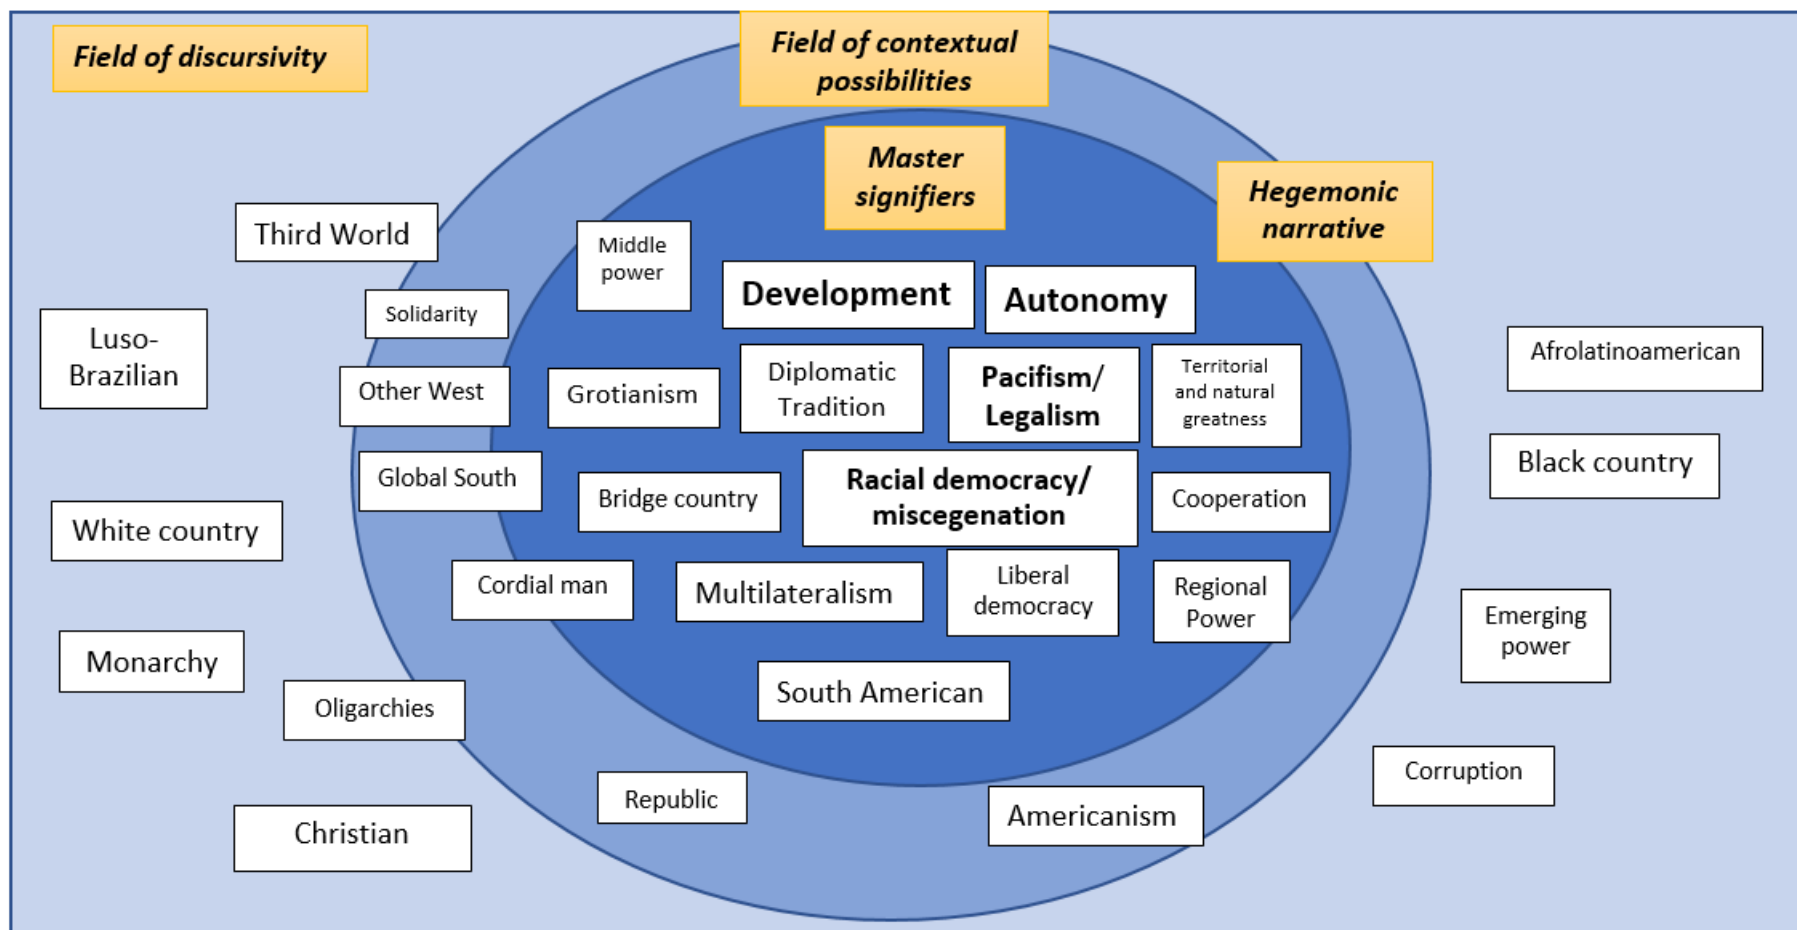 Field of discursivity
Field of contextual
possibilities
Master
signifiers
Hegemonic
narrative
Third World
Middle
power
Development
Autonomy
Solidarity
Luso-
Brazilian
Other West
Grotianism
Diplomatic
Tradition
Pacifism/
Legalism
Territorial
and natural
greatness
Afrolatinoamerican
Global South
Bridge country
Racial democracy/
miscegenation
Cooperation
Black country
White country
Cordial man
Multilateralism
Liberal
democracy
Regional
Power
Emerging
power
Monarchy
Oligarchies
South American
Corruption
Christian
Republic
Americanism